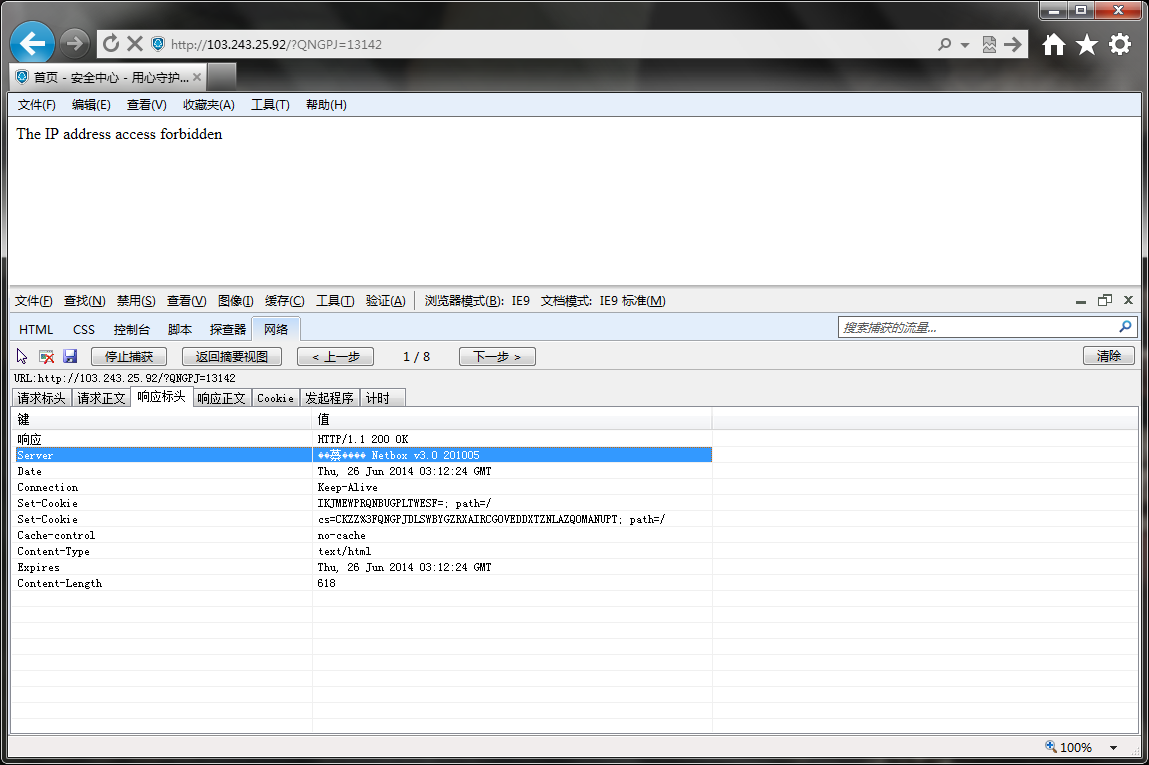 http://103.243.25.92/?QNGPJ=13142
首页 - 安全中心 - 用心守护...
文件(F) 编辑(E) 查看(V) 收藏夹(A) 工具(T) 帮助(H)
The IP address access forbidden
文件(F) 查找(N) 禁用(S) 查看(V) 图像(I) 缓存(C) 工具(T) 验证(A) 浏览器模式(B): IE9 文档模式: IE9 标准(M)
HTML CSS 控制台 脚本 探查器 网络 搜索捕获的流量...
停止捕获 返回摘要视图 < 上一步 1 / 8 下一步 > 清除
URL:http://103.243.25.92/?QNGPJ=13142
请求标头 请求正文 响应标头 响应正文 Cookie 发起程序 计时
键 值
响应 HTTP/1.1 200 OK
Server Netbox v3.0 201005
Date Thu, 26 Jun 2014 03:12:24 GMT
Connection Keep-Alive
Set-Cookie IKJMEWPRQNBUGPLTWESF=; path=/
Set-Cookie cs=CKZZ%3FQNGPJDLSWBYGZRXAIRCGOVEDDXTZNLAZQOMANUPT; path=/
Cache-control no-cache
Content-Type text/html
Expires Thu, 26 Jun 2014 03:12:24 GMT
Content-Length 618
100%